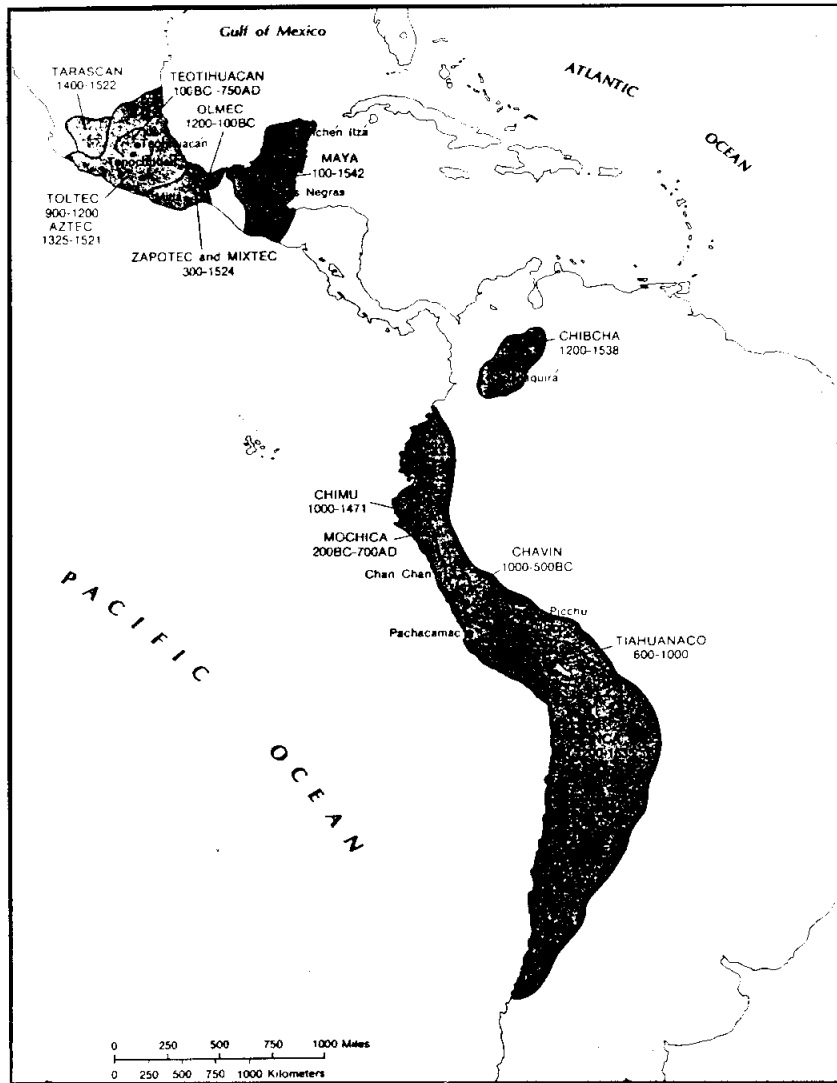 Gulf of Mexico
ATLANTIC
OCEAN
TARASCAN
1400-1522
TEOTIHUACAN
100BC-750AD
OLMEC
1200-100BC
MAYA
100-1542
Negras
TOLTEC
900-1200
AZTEC
1325-1521
ZAPOTEC and MIXTEC
300-1524
CHIBCHA
1200-1538
CHIMU
1000-1471
MOCHICA
200BC-700AD
Chan Chan
CHAVIN
1000-500BC
Picchu
Pachacamac
TIAHUANACO
600-1000
PACIFIC
OCEAN
0 250 500 750 1000 Miles
0 250 500 750 1000 Kilometers